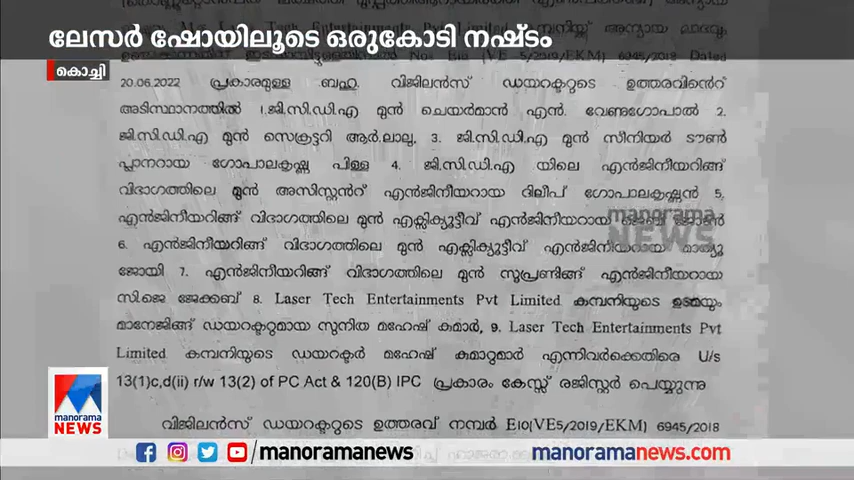 ലേസർ ഷോയിലൂടെ ഒരുകോടി നഷ്ടം
കൊച്ചി
20.06.2022 പ്രകാരമുള്ള ബഹു. വിജിലൻസ് ഡയറക്ടറുടെ ഉത്തരവിൻെറ
അടിസ്ഥാനത്തിൽ 1.ജി.സി.ഡി.എ മുൻ ചെയർമാൻ എൻ. വേണുഗോപാൽ 2.
ജി.സി.ഡി.എ മുൻ സെക്രട്ടറി ആർ.ലാലു, 3. ജി.സി.ഡി.എ മുൻ സീനിയർ ടൗൺ
പ്ലാനറായ ഗോപാലകൃഷ്ണ പിള്ള 4. ജി.സി.ഡി.എ യിലെ എൻജിനീയറിങ്ങ്
വിഭാഗത്തിലെ മുൻ അസിസ്റ്റൻറ് എൻജിനീയറായ ദിലീപ് ഗോപാലകൃഷ്ണൻ 5.
എൻജിനീയറിങ്ങ് വിഭാഗത്തിലെ മുൻ എക്സിക്യൂട്ടീവ് എൻജിനീയറായ ജോൺ
6. എൻജിനീയറിങ്ങ് വിഭാഗത്തിലെ മുൻ എക്സിക്യൂട്ടീവ് എൻജിനീയറായ മാത്യൂ
ജോയി 7. എൻജിനീയറിങ്ങ് വിഭാഗത്തിലെ മുൻ സൂപ്രണിങ്ങ് എൻജിനീയറായ
സി.ജെ ജേക്കബ് 8. Laser Tech Entertainments Pvt Limited കമ്പനിയുടെ ഉടമയും
മാനേജിങ്ങ് ഡയറക്ടറുമായ സുനിത മഹേഷ് കുമാർ, 9. Laser Tech Entertainments Pvt
Limited കമ്പനിയുടെ ഡയറക്ടർ മഹേഷ് കുമാറുമാർ എന്നിവർക്കെതിരെ U/s
13(1)c,d(ii) r/w 13(2) of PC Act & 120(B) IPC പ്രകാരം കേസ്സ് രജിസ്റ്റർ ചെയ്യുന്നു
വിജിലൻസ് ഡയറക്ടറുടെ ഉത്തരവ് നമ്പർ E10(VE5/2019/EKM) 6945/2018
manorama
NEWS
manorama
NEWS
/manoramanews
manoramanews.com